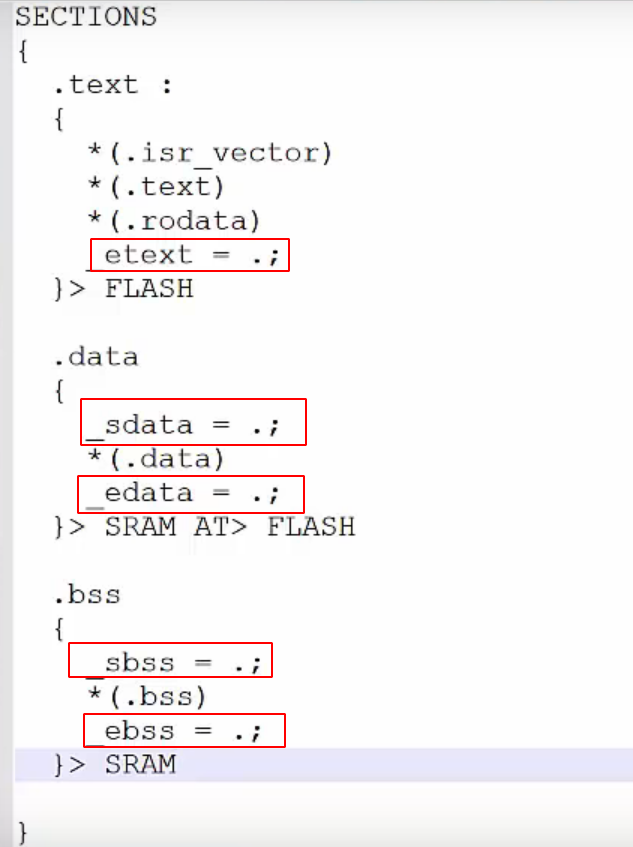 SECTIONS
{
.text :
{
*(.isr_vector)
*(.text)
*(.rodata)
_etext = .;
}> FLASH
.data
{
_sdata = .;
*(.data)
_edata = .;
}> SRAM AT> FLASH
.bss
{
_sbss = .;
*(.bss)
_ebss = .;
}> SRAM
}